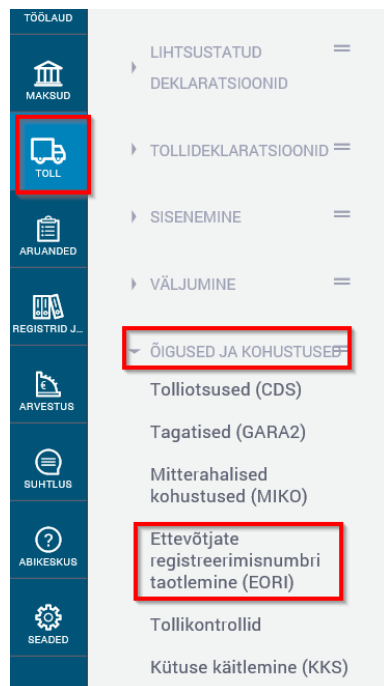 TÖÖLAUD
MAKSUD
TOLL
ARUANDED
REGISTRID J...
ARVESTUS
SUHTLUS
ABIKESKUS
SEADED
LIHTSUSTATUD
DEKLARATSIOONID
TOLLIDEKLARATSIOONID
SISENEMINE
VÄLJUMINE
ÕIGUSED JA KOHUSTUSED
Tolliotsused (CDS)
Tagatised (GARA2)
Mitterahalised
kohustused (MIKO)
Ettevõtjate
registreerimisnumbri
taotlemine (EORI)
Tollikontrollid
Kütuse käitlemine (KKS)